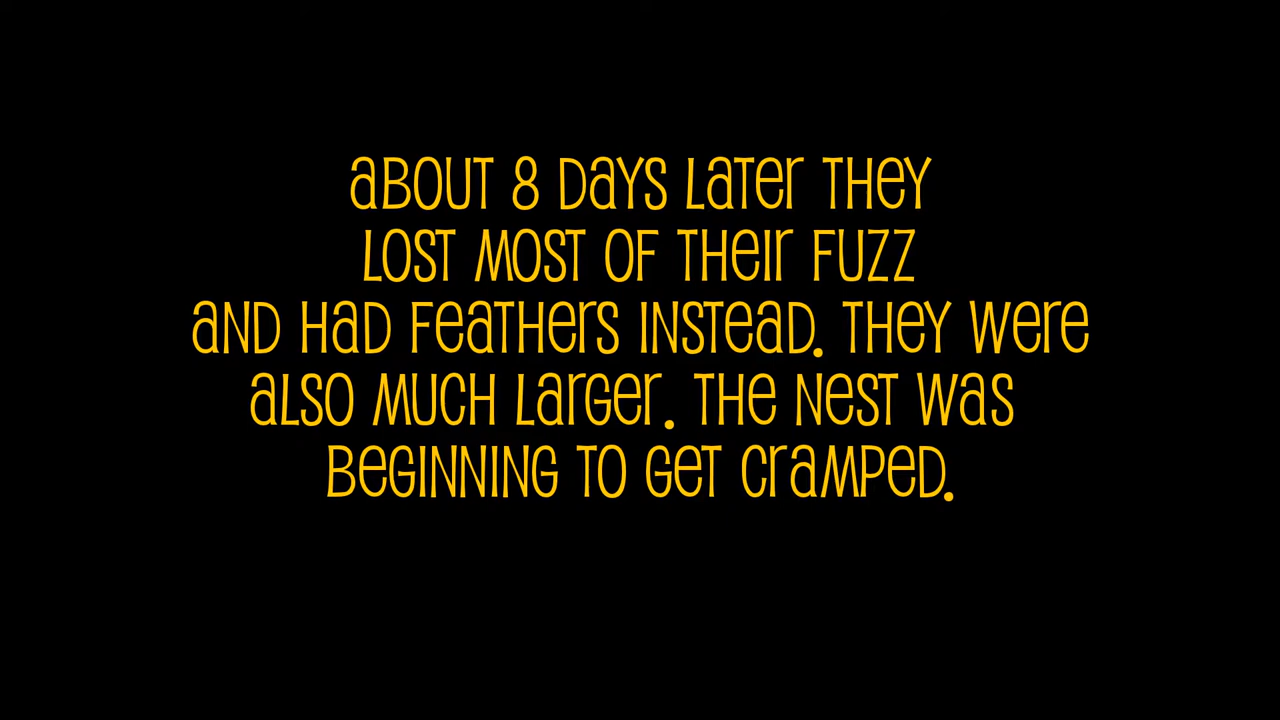 About 8 days later they
lost most of their fuzz
and had feathers instead. They were
also much larger. The nest was
beginning to get cramped.